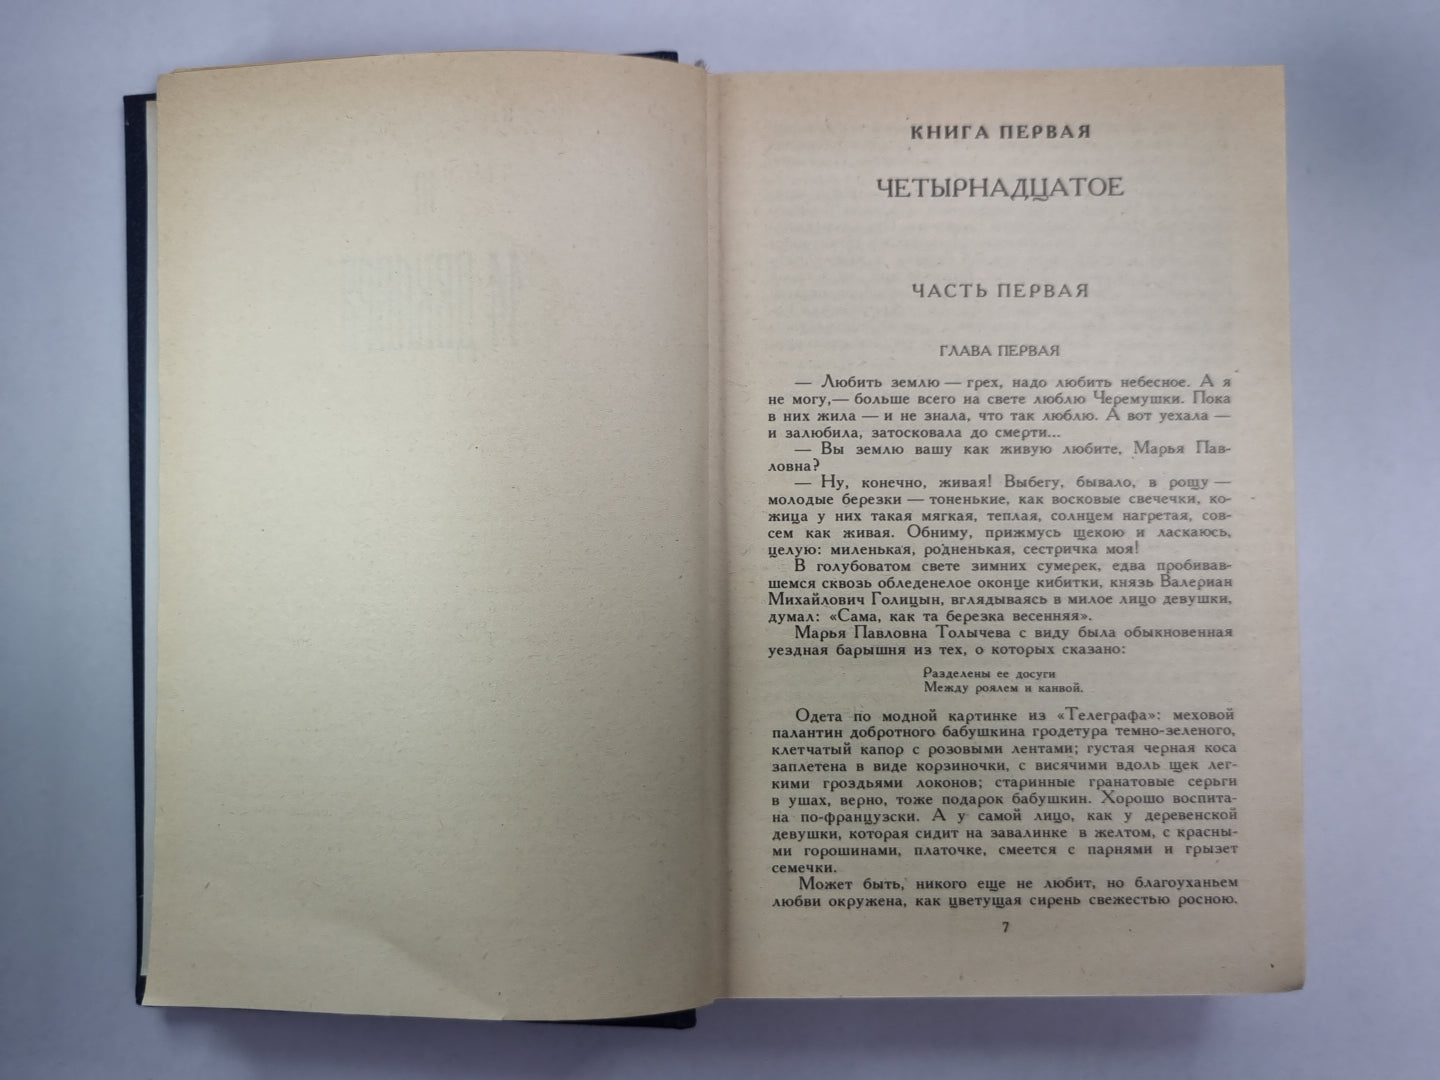 КНИГА ПЕРВАЯ
ЧЕТЫРНАДЦАТОЕ
ЧАСТЬ ПЕРВАЯ
ГЛАВА ПЕРВАЯ
— Любить землю — грех, надо любить небесное. А я
не могу,— больше всего на свете люблю Черемушки. Пока
в них жила — и не знала, что так люблю. А вот уехала —
и залюбила, затосковала до смерти...
— Вы землю вашу как живую любите, Марья Пав-
ловна?
— Ну, конечно, живая! Выбегу, бывало, в рощу —
молодые березки — тоненькие, как восковые свечечки, ко-
жица у них такая мягкая, теплая, солнцем нагретая, сов-
сем как живая. Обниму, прижмусь щекою и ласкаюсь,
целую: миленькая, родненькая, сестричка моя!
В голубоватом свете зимних сумерек, едва пробивав-
шемся сквозь обледенелое оконце кибитки, князь Валериан
Михайлович Голицын, вглядываясь в милое лицо девушки,
думал: «Сама, как та березка весенняя».
Марья Павловна Толычева с виду была обыкновенная
уездная барышня из тех, о которых сказано:
Разделены ее досуги
Между роялем и канвой.
Одета по модной картинке из «Телеграфа»: меховой
палантин добротного бабушкина гродетура темно-зеленого,
клетчатый капор с розовыми лентами; густая черная коса
заплетена в виде корзиночки, с висячими вдоль щек лег-
кими гроздьями локонов; старинные гранатовые серьги
в ушах, верно, тоже подарок бабушкин. Хорошо воспита-
на по-французски. А у самой лицо, как у деревенской
девушки, которая сидит на завалинке в желтом, с красны-
ми горошинами, платочке, смеется с парнями и грызет
семечки.
Может быть, никого еще не любит, но благоуханьем
любви окружена, как цветущая сирень свежестью росною.
7